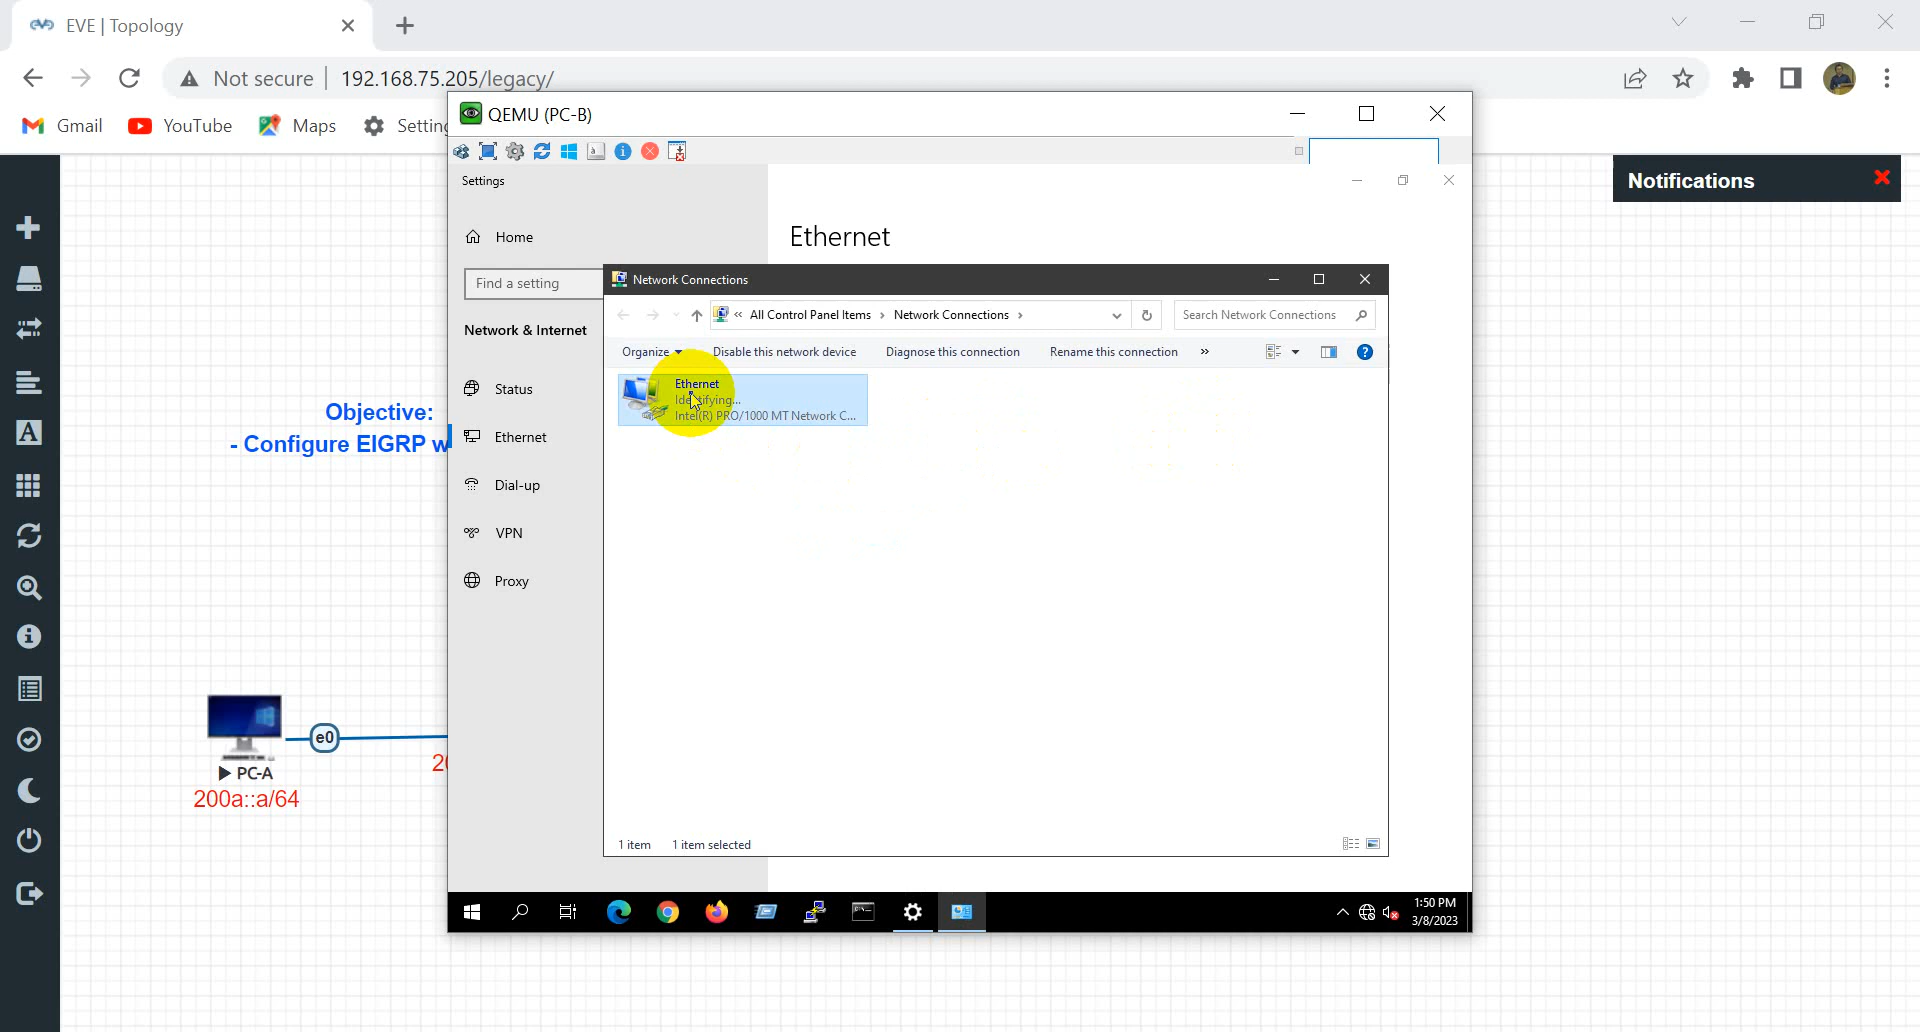 EVE | Topology
Not secure
192.168.75.205/legacy/
Gmail
YouTube
Maps
QEMU (PC-B)
Settings
Home
Ethernet
Find a setting
Network Connections
All Control Panel Items
Network Connections
Search Network Connections
Network & Internet
Organize
Disable this network device
Diagnose this connection
Rename this connection
Ethernet
Intel(R) PRO/1000 MT Network C...
Status
Ethernet
Dial-up
VPN
Proxy
1 item
1 item selected
1:50 PM
3/8/2023
Notifications
Objective:
- Configure EIGRP
e0
PC-A
200a::a/64